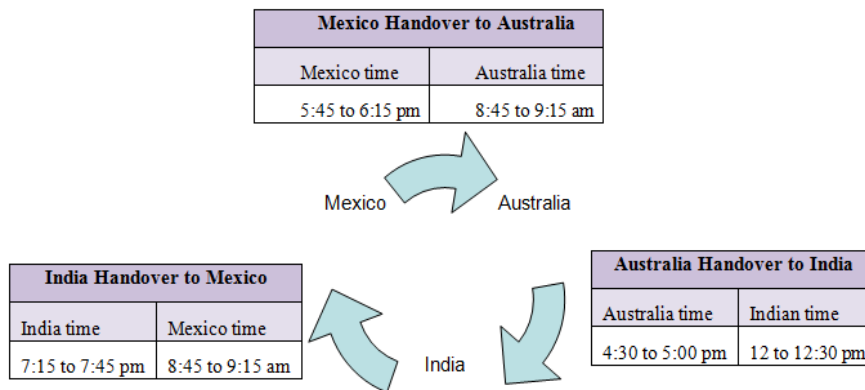 Mexico Handover to Australia
Mexico time Australia time
5:45 to 6:15 pm 8:45 to 9:15 am
Mexico Australia
India Handover to Mexico
India time Mexico time
7:15 to 7:45 pm 8:45 to 9:15 am
Australia Handover to India
Australia time Indian time
4:30 to 5:00 pm 12 to 12:30 pm
India